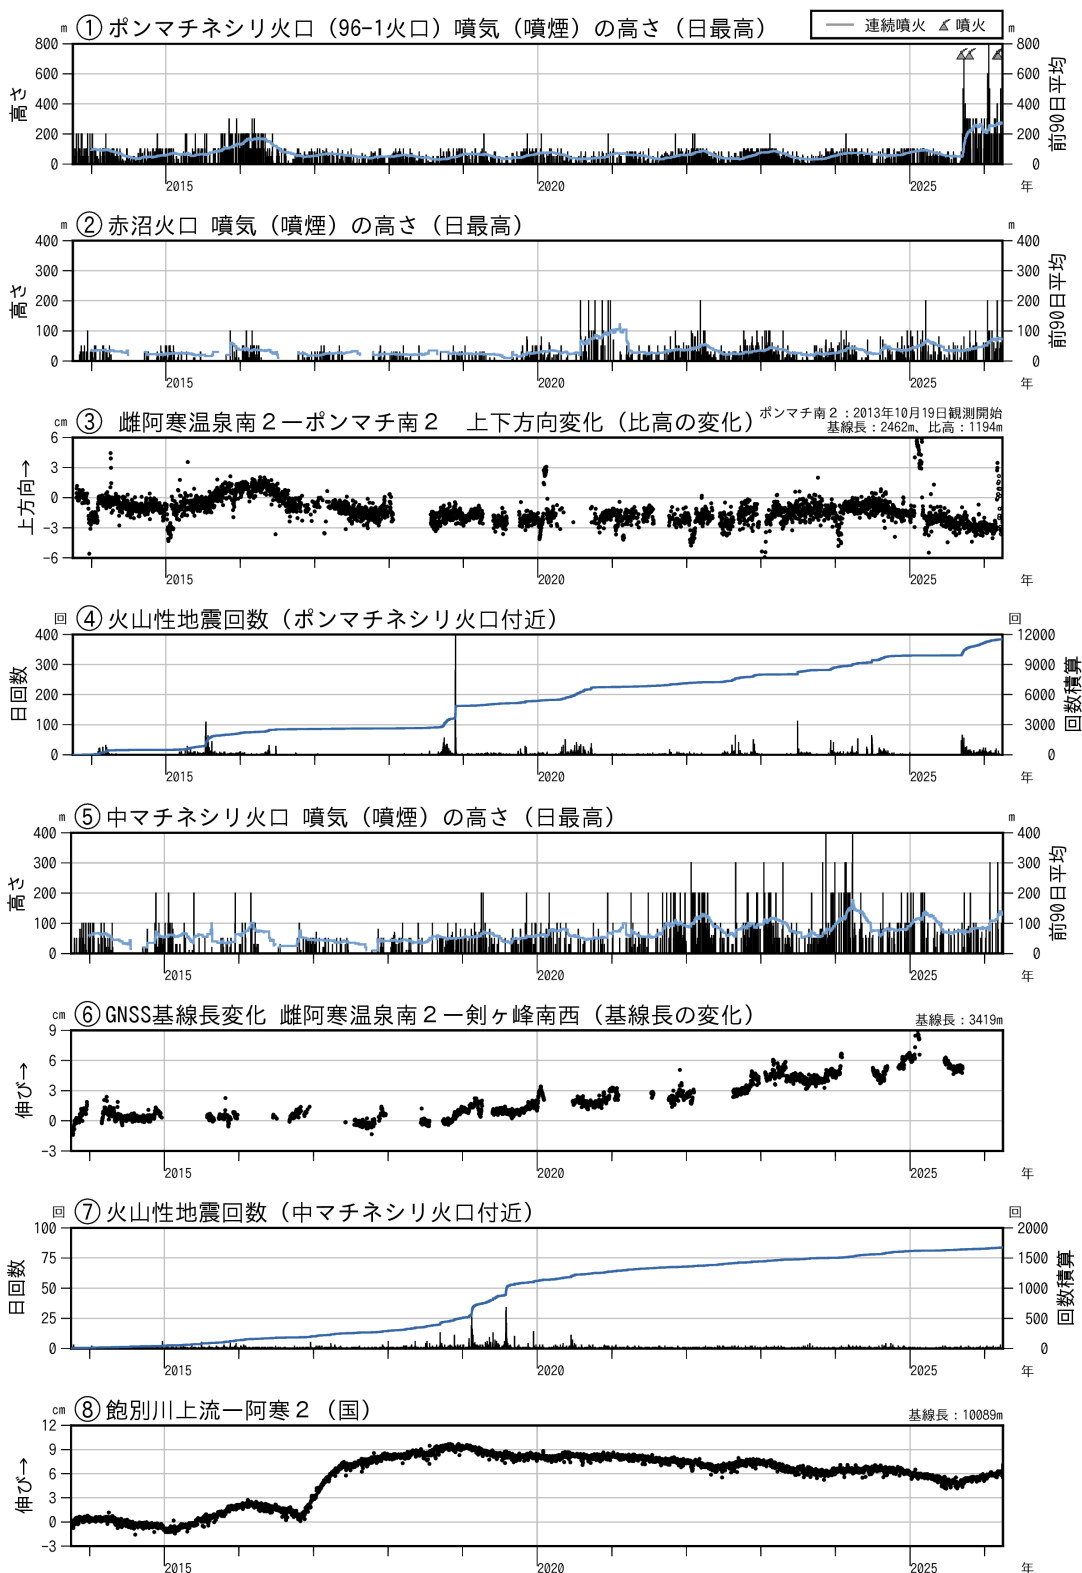 m ①ポンマチネシリ火口（96-1火口）噴気（噴煙）の高さ（日最高） 連続噴火 噴火 m
800 800
600 600
400 400
200 200
0 0
高さ
前90日平均
2015 2020 2025 年
m ②赤沼火口 噴気（噴煙）の高さ（日最高） m
400 400
300 300
200 200
100 100
0 0
高さ
前90日平均
2015 2020 2025 年
cm ③ 雌阿寒温泉南２－ポンマチ南２　上下方向変化（比高の変化） ポンマチ南２：2013年10月19日観測開始
基線長：2462m、比高：1194m
6
3
0
-3
-6
上方向→
2015 2020 2025 年
回 ④火山性地震回数（ポンマチネシリ火口付近） 回
400 12000
300 9000
200 6000
100 3000
0 0
日回数
回数積算
2015 2020 2025 年
m ⑤中マチネシリ火口 噴気（噴煙）の高さ（日最高） m
400 400
300 300
200 200
100 100
0 0
高さ
前90日平均
2015 2020 2025 年
cm ⑥GNSS基線長変化 雌阿寒温泉南２－剣ヶ峰南西（基線長の変化） 基線長：3419m
9
6
3
0
-3
伸び→
2015 2020 2025 年
回 ⑦火山性地震回数（中マチネシリ火口付近） 回
100 2000
75 1500
50 1000
25 500
0 0
日回数
回数積算
2015 2020 2025 年
cm ⑧飽別川上流－阿寒２（国） 基線長：10089m
12
9
6
3
0
-3
伸び→
2015 2020 2025 年